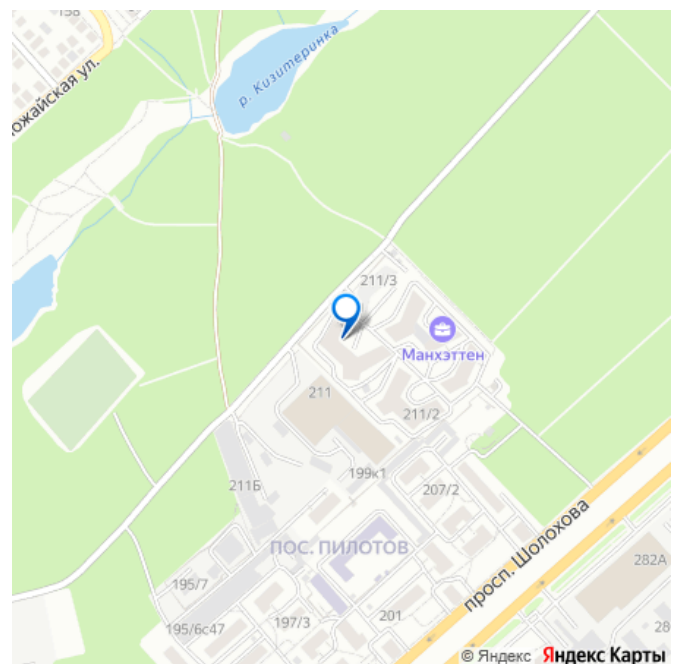 158
р. Кизитеринка
ожайская ул.
211/3
Манхэттен
211
211/2
199к1
211Б
207/2
ПОС. ПИЛОТОВ
просп. Шолохова
282А
195/7
201
197/3
195/6с47
28
© Яндекс Яндекс Карты